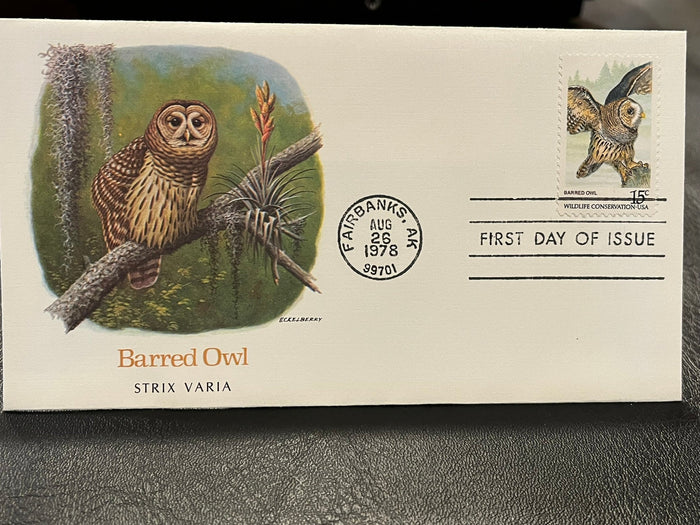 BARRED OWL
15c
WILDLIFE CONSERVATION·USA
FAIRBANKS, AK
AUG
26
1978
99701
FIRST DAY OF ISSUE
ECKELBERRY
Barred Owl
STRIX VARIA